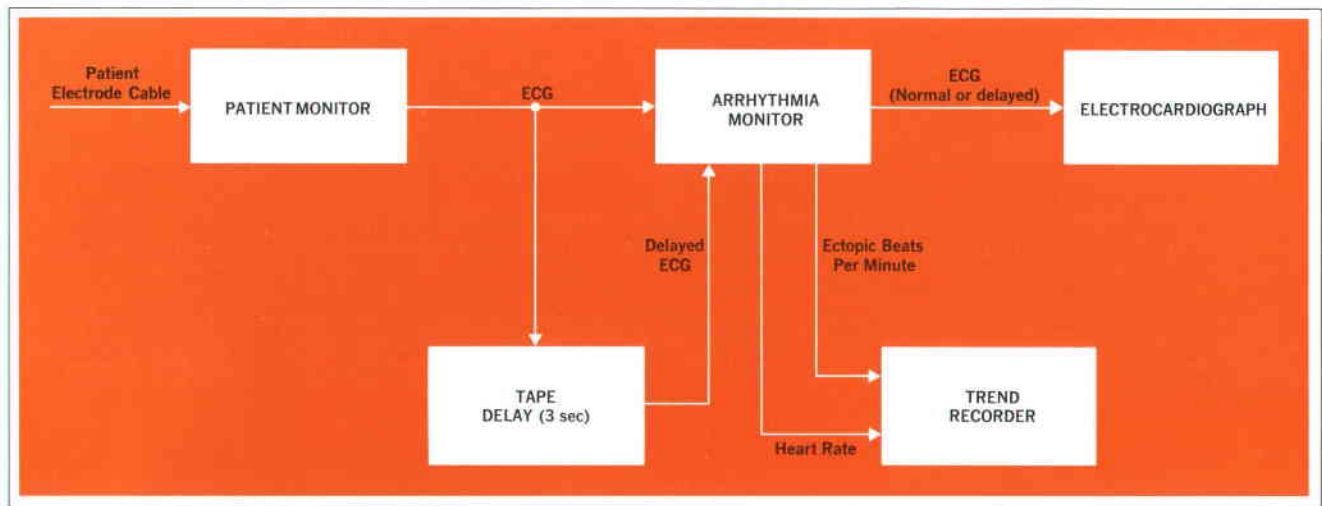 Patient
Electrode Cable
PATIENT MONITOR
ECG
ARRHYTHMIA
MONITOR
ECG
(Normal or delayed)
ELECTROCARDIOGRAPH
Delayed
ECG
Ectopic Beats
Per Minute
TAPE
DELAY (3 sec)
Heart Rate
TREND
RECORDER